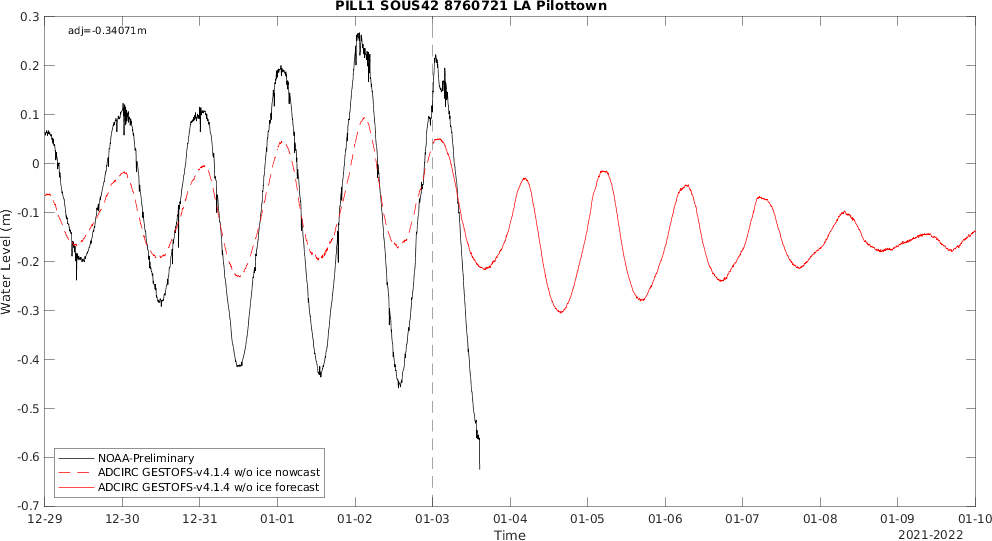 PILL1 SOUS42 8760721 LA Pilottown
adj=-0.34071m
0.3
0.2
0.1
0
-0.1
-0.2
-0.3
-0.4
-0.5
-0.6
-0.7
Water Level (m)
NOAA-Preliminary
ADCIRC GESTOFS-v4.1.4 w/o ice nowcast
ADCIRC GESTOFS-v4.1.4 w/o ice forecast
12-29 12-30 12-31 01-01 01-02 01-03 01-04 01-05 01-06 01-07 01-08 01-09 01-10
Time
2021-2022